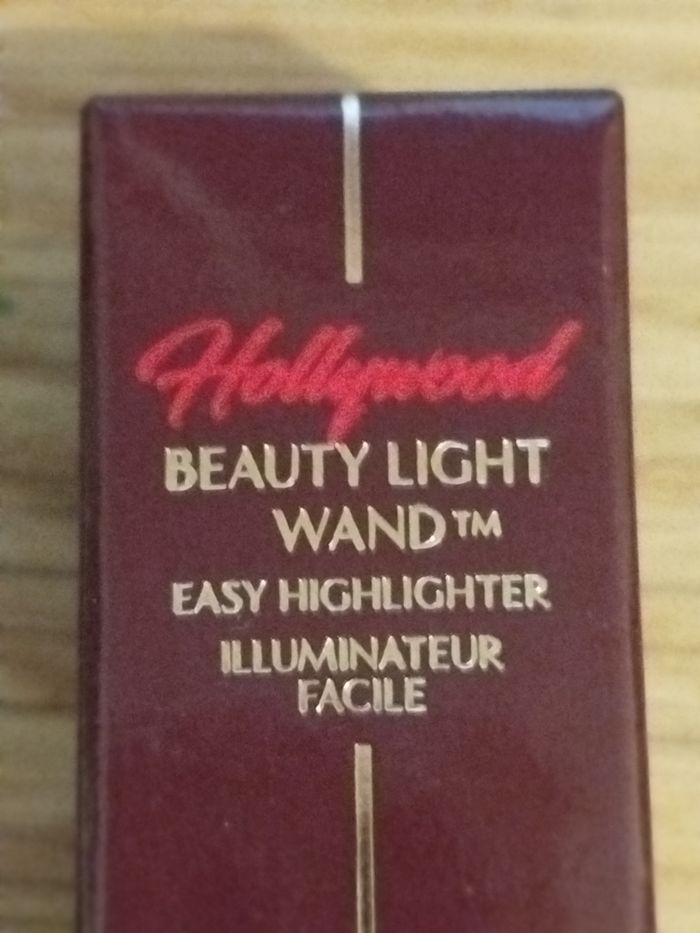 Hollywood
BEAUTY LIGHT
WAND™
EASY HIGHLIGHTER
ILLUMINATEUR
FACILE